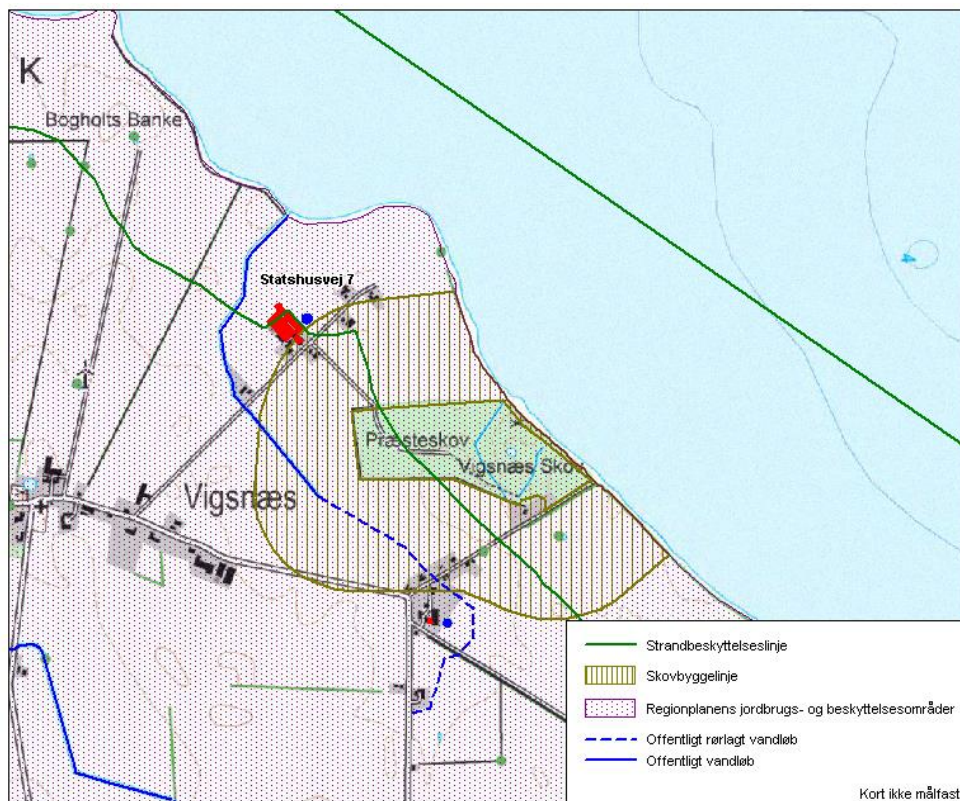 K
Bogholts Banke
Statshusvej 7
4
Præsteskov
Vigsnæs Skov
Vigsnæs
Strandbeskyttelseslinje
Skovbyggelinje
Regionplanens jordbrugs- og beskyttelsesområder
Offentligt rørlagt vandløb
Offentligt vandløb
Kort ikke målfast